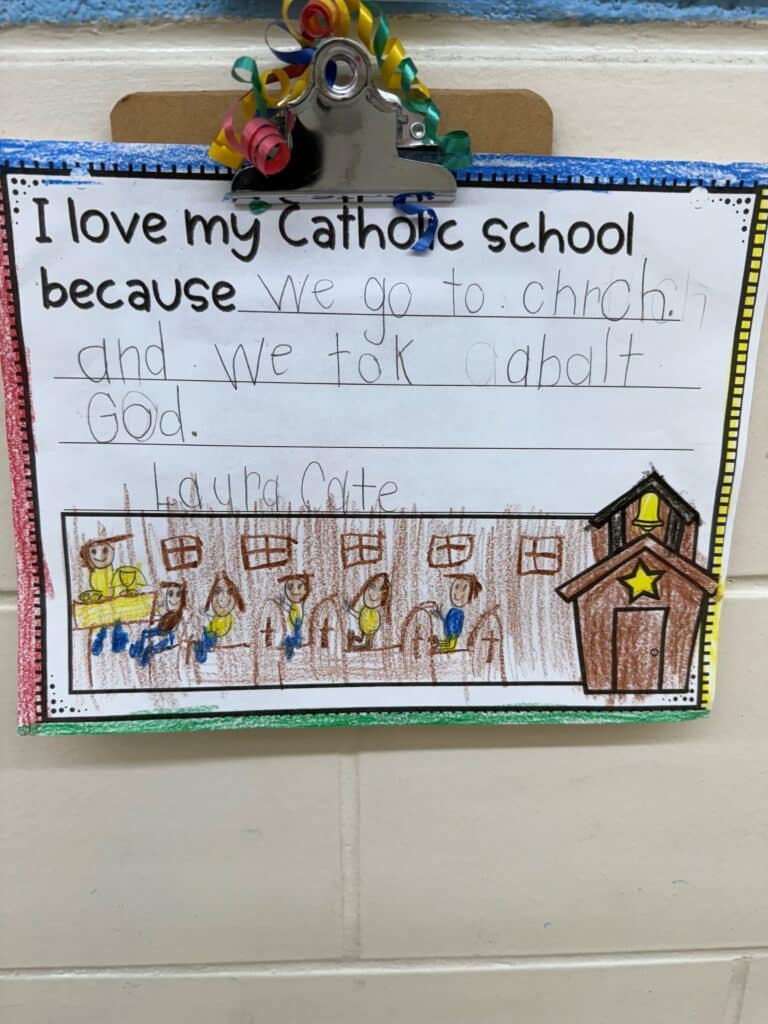 I love my Catholic school
because we go to chrch.
and we tok abalt
God.
Laura Cate